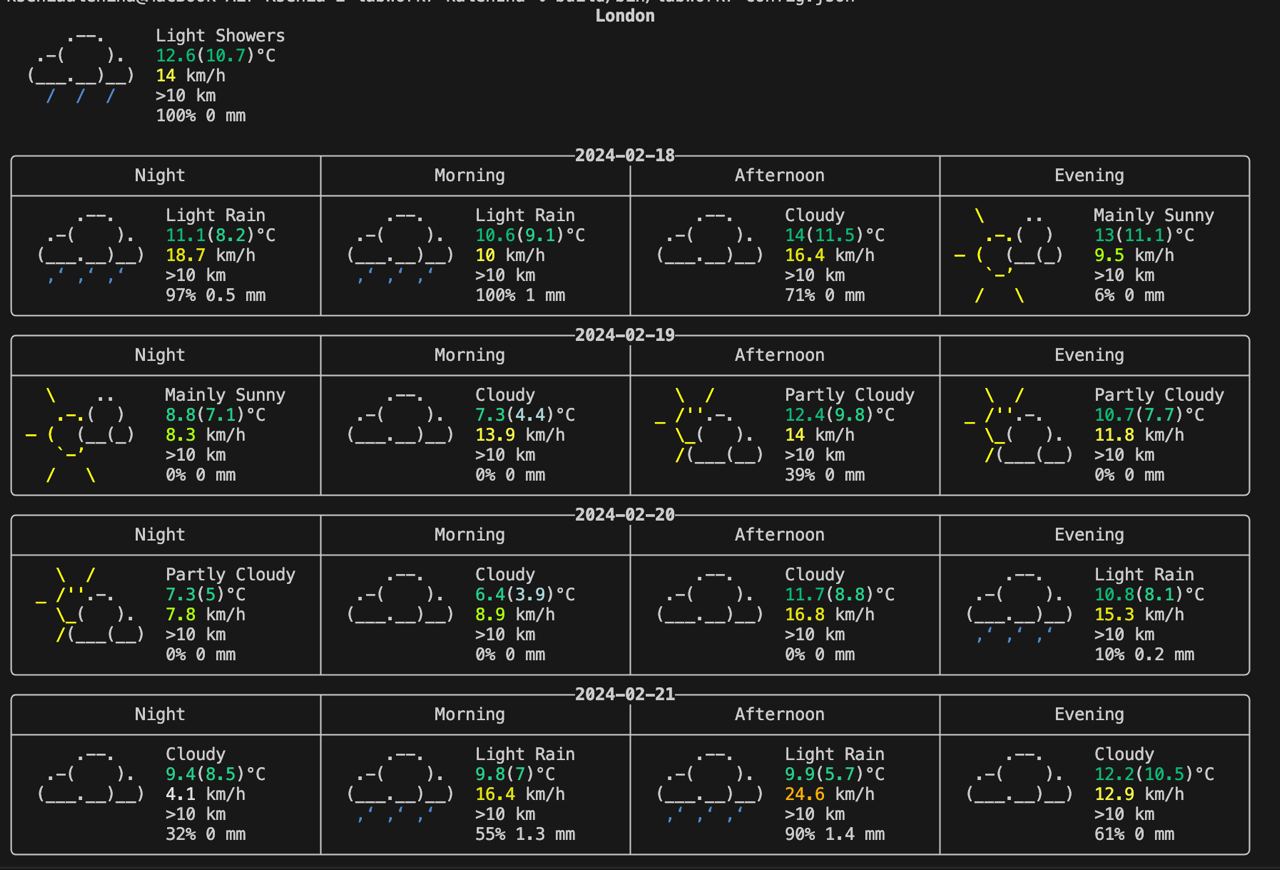 London
Light Showers
12.6(10.7)°C
14 km/h
>10 km
100% 0 mm
2024-02-18
Night Morning Afternoon Evening
Light Rain Light Rain Cloudy Mainly Sunny
11.1(8.2)°C 10.6(9.1)°C 14(11.5)°C 13(11.1)°C
18.7 km/h 10 km/h 16.4 km/h 9.5 km/h
>10 km >10 km >10 km >10 km
97% 0.5 mm 100% 1 mm 71% 0 mm 6% 0 mm
2024-02-19
Night Morning Afternoon Evening
Mainly Sunny Cloudy Partly Cloudy Partly Cloudy
8.8(7.1)°C 7.3(4.4)°C 12.4(9.8)°C 10.7(7.7)°C
8.3 km/h 13.9 km/h 14 km/h 11.8 km/h
>10 km >10 km >10 km >10 km
0% 0 mm 0% 0 mm 39% 0 mm 0% 0 mm
2024-02-20
Night Morning Afternoon Evening
Partly Cloudy Cloudy Cloudy Light Rain
7.3(5)°C 6.4(3.9)°C 11.7(8.8)°C 10.8(8.1)°C
7.8 km/h 8.9 km/h 16.8 km/h 15.3 km/h
>10 km >10 km >10 km >10 km
0% 0 mm 0% 0 mm 0% 0 mm 10% 0.2 mm
2024-02-21
Night Morning Afternoon Evening
Cloudy Light Rain Light Rain Cloudy
9.4(8.5)°C 9.8(7)°C 9.9(5.7)°C 12.2(10.5)°C
4.1 km/h 16.4 km/h 24.6 km/h 12.9 km/h
>10 km >10 km >10 km >10 km
32% 0 mm 55% 1.3 mm 90% 1.4 mm 61% 0 mm